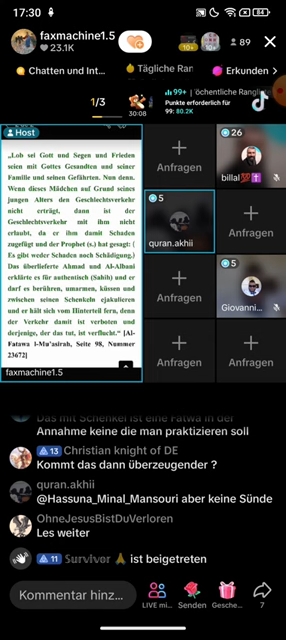 17:30
84
faxmachine1.5
23.1K
10+
10+
89
Chatten und Int...
Tägliche Ran
Erkunden >
1/3
30:08
99+ | öchentliche Ranglis
Punkte erforderlich für
99: 80.2K
Host
„Lob sei Gott und Segen und Frieden
seien mit Gottes Gesandten und seiner
Familie und seinen Gefährten. Nun denn.
Wenn dieses Mädchen auf Grund seines
jungen Alters den Geschlechtsverkehr
nicht erträgt, dann ist der
Geschlechtsverkehr mit ihm nicht
erlaubt, da er ihm damit Schaden
zugefügt und der Prophet (s.) hat gesagt: (
Es gibt weder Schaden noch Schädigung.)
Das überlieferte Ahmad und Al-Albani
erklärte es für authentisch (Sahih) und er
darf es berühren, umarmen, küssen und
zwischen seinen Schenkeln ejakulieren
und er hält sich vom Hinterteil fern, denn
der Verkehr damit ist verboten und
derjenige, der das tut, ist verflucht.“ [Al-
Fatawa l-Mu'asirah, Seite 98, Nummer
23672]
faxmachine1.5
Anfragen
26
billal💯✝️
5
quran.akhii
Anfragen
Anfragen
5
Giovanni...
Anfragen
Anfragen
Das mit Schenkel ist eine Fatwa in der
Annahme keine die man praktizieren soll
13 Christian knight of DE
Kommt das dann überzeugender ?
quran.akhii
@Hassuna_Minal_Mansouri aber keine Sünde
OhneJesusBistDuVerloren
Les weiter
11 Survivor 🙏 ist beigetreten
Kommentar hinz...
LIVE mi...
Senden
Gesche...
7